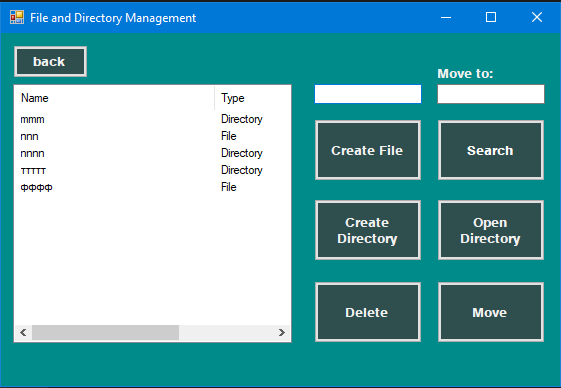 File and Directory Management
back
Move to:
Name Type
mmm Directory
nnn File
nnnn Directory
ттттт Directory
фффф File
Create File
Search
Create
Directory
Open
Directory
Delete
Move